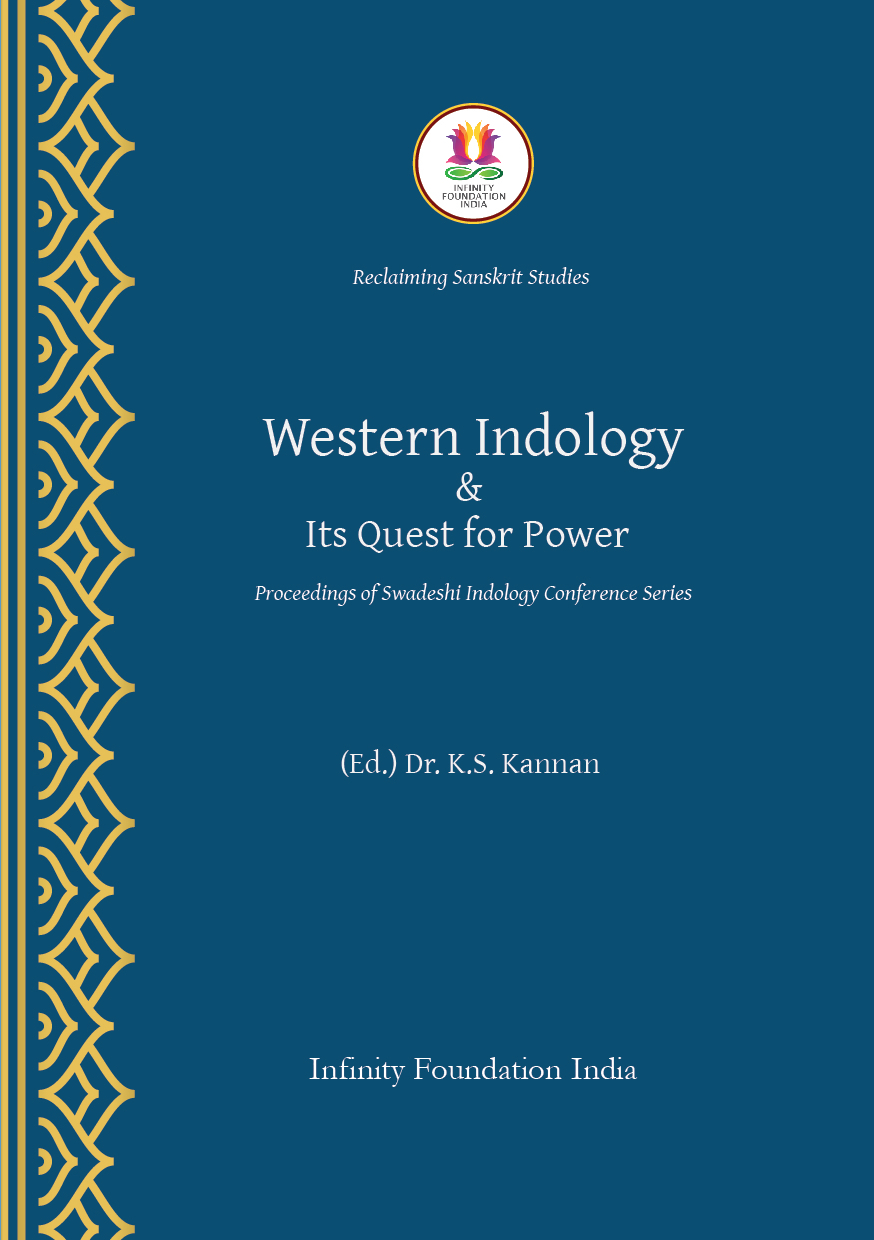 INFINITY
FOUNDATION
INDIA
Reclaiming Sanskrit Studies
Western Indology
&
Its Quest for Power
Proceedings of Swadeshi Indology Conference Series
(Ed.) Dr. K.S. Kannan
Infinity Foundation India